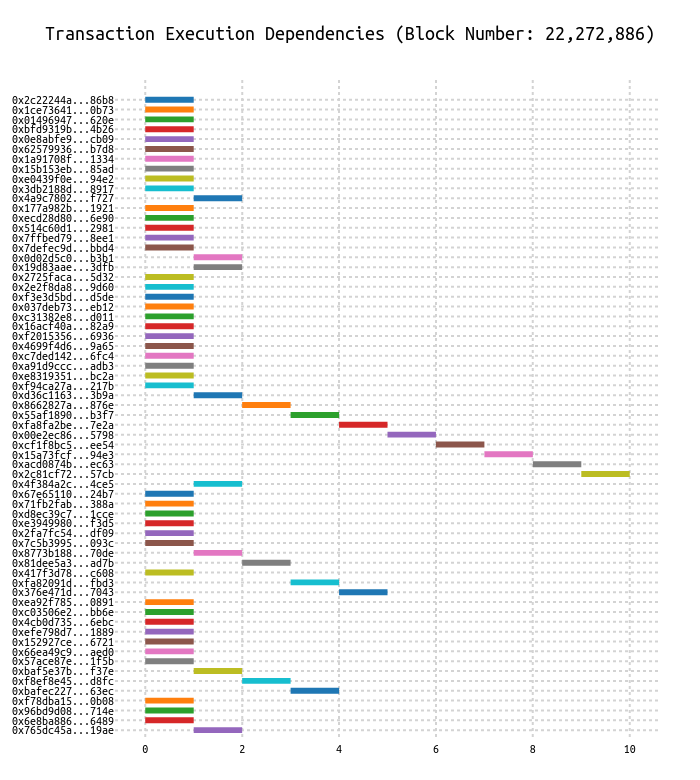 Transaction Execution Dependencies (Block Number: 22,272,886)
0x2c22244a...86b8
0x1ce73641...0b73
0x01496947...620e
0xbfd9319b...4b26
0x0e8abfe9...cb09
0x62579936...b7d8
0x1a91708f...1334
0x15b153eb...85ad
0xe0439f0e...94e2
0x3db2188d...8917
0x4a9c7802...f727
0x177a982b...1921
0xecd28d80...6e90
0x514c60d1...2981
0x7ffbed79...8ee1
0x7defec9d...bbd4
0x0d02d5c0...b3b1
0x19d83aae...3dfb
0x2725faca...5d32
0x2e2f8da8...9d60
0xf3e3d5bd...d5de
0x037deb73...eb12
0xc31382e8...d011
0x16acf40a...82a9
0xf2015356...6936
0x4699f4d6...9a65
0xc7ded142...6fc4
0xa91d9ccc...adb3
0xe8319351...bc2a
0xf94ca27a...217b
0xd36c1163...3b9a
0x8662827a...876e
0x55af1890...b3f7
0xfa8fa2be...7e2a
0x00e2ec86...5798
0xcf1f8bc5...ee54
0x15a73fcf...94e3
0xacd0874b...ec63
0x2c81cf72...57cb
0x4f384a2c...4ce5
0x67e65110...24b7
0x71fb2fab...388a
0xd8ec39c7...1cce
0xe3949980...f3d5
0x2fa7fc54...df09
0x7c5b3995...093c
0x8773b188...70de
0x81dee5a3...ad7b
0x417f3d78...c608
0xfa82091d...fbd3
0x376e471d...7043
0xea92f785...0891
0xc03506e2...bb6e
0x4cb0d735...6ebc
0xefe798d7...1889
0x152927ce...6721
0x66ea49c9...aed0
0x57ace87e...1f5b
0xbaf5e37b...f37e
0xf8ef8e45...d8fc
0xbafec227...63ec
0xf78dba15...0b08
0x96bd9d08...714e
0x6e8ba886...6489
0x765dc45a...19ae
0 2 4 6 8 10